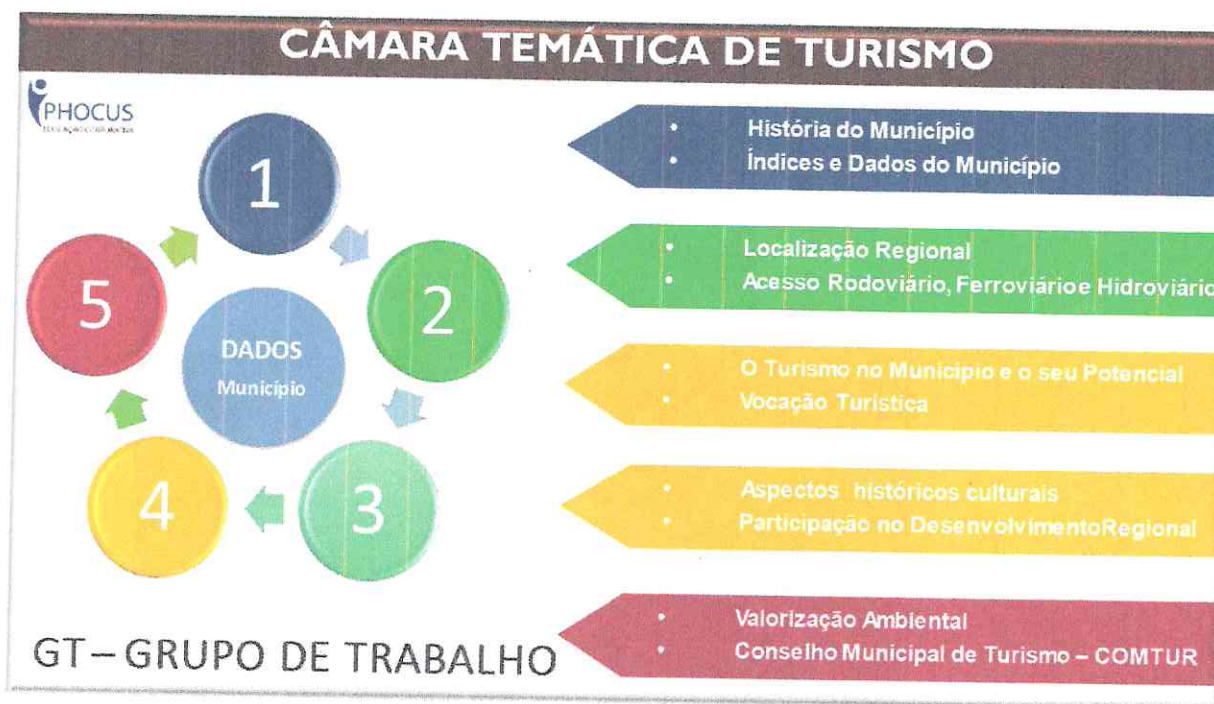 CÂMARA TEMÁTICA DE TURISMO
PHOCUS
1
2
3
4
5
DADOS
Município
• História do Município
• Índices e Dados do Município
• Localização Regional
• Acesso Rodoviário, Ferroviário e Hidroviário
• O Turismo no Município e o seu Potencial
• Vocação Turística
• Aspectos históricos culturais
• Participação no DesenvolvimentoRegional
• Valorização Ambiental
• Conselho Municipal de Turismo – COMTUR
GT – GRUPO DE TRABALHO